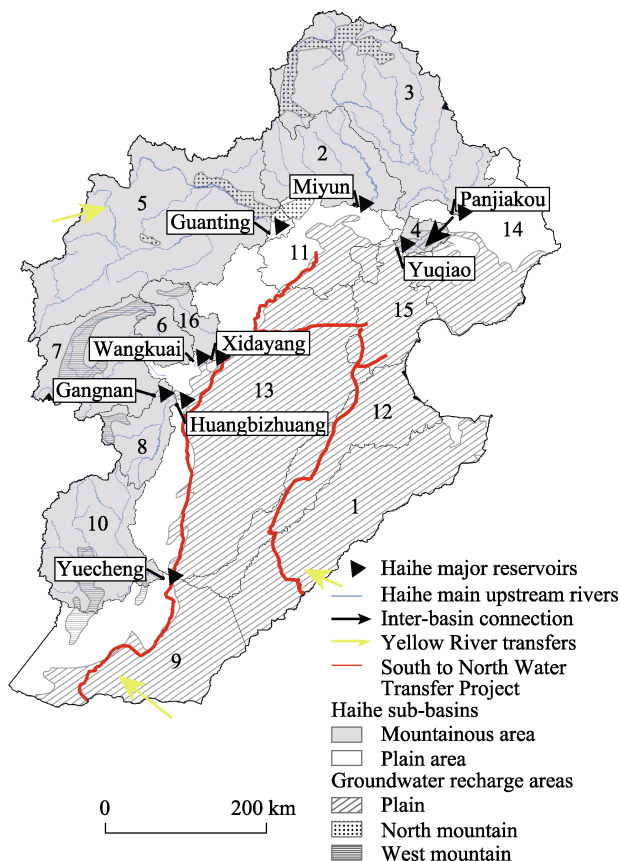 3
2
Miyun
5
Panjiakou
Guanting
4
14
11
Yuqiao
16
15
6
Xidayang
7
Wangkuai
13
Gangnan
12
Huangbizhuang
8
1
10
Yuecheng
9
Haihe major reservoirs
Haihe main upstream rivers
Inter-basin connection
Yellow River transfers
South to North Water
Transfer Project
Haihe sub-basins
Mountainous area
Plain area
Groundwater recharge areas
Plain
North mountain
West mountain
0 200 km